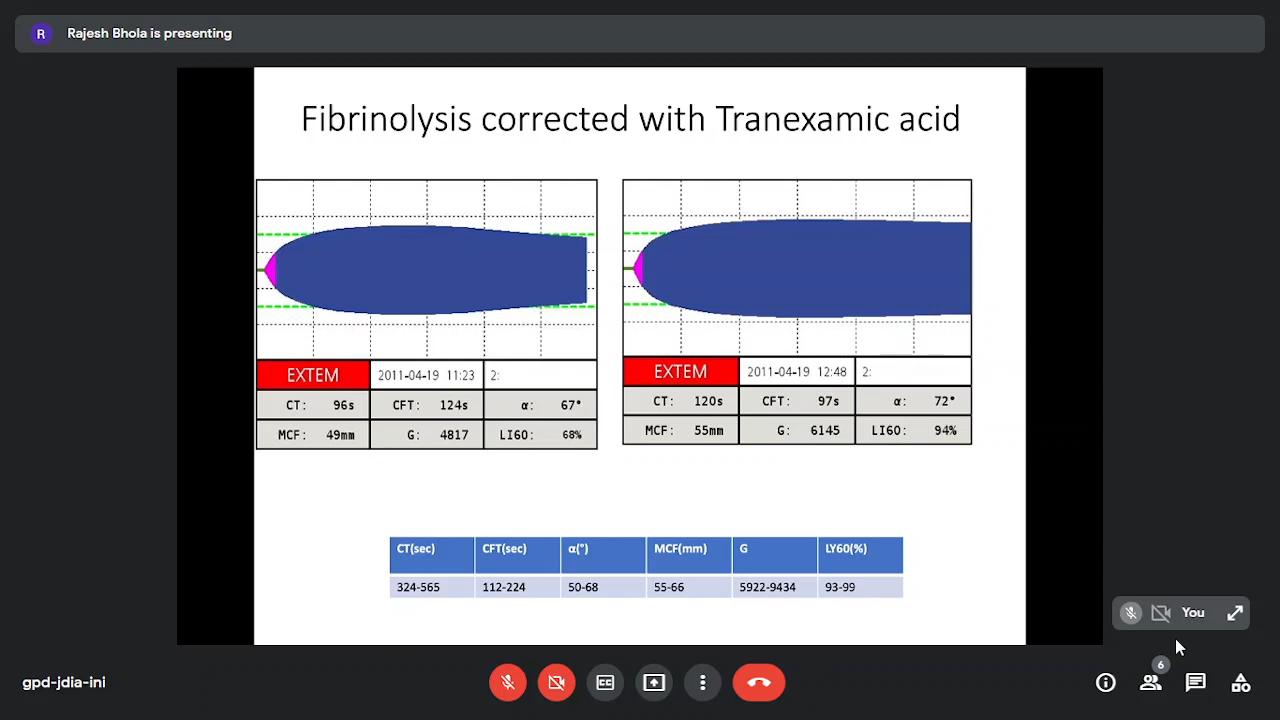 R Rajesh Bhola is presenting
Fibrinolysis corrected with Tranexamic acid
EXTEM 2011-04-19 11:23 2:
CT: 96s CFT: 124s α: 67°
MCF: 49mm G: 4817 LI60: 68%
EXTEM 2011-04-19 12:48 2:
CT: 120s CFT: 97s α: 72°
MCF: 55mm G: 6145 LI60: 94%
CT(sec) CFT(sec) α(°) MCF(mm) G LY60(%)
324-565 112-224 50-68 55-66 5922-9434 93-99
You
gpd-jdia-ini
CC
6